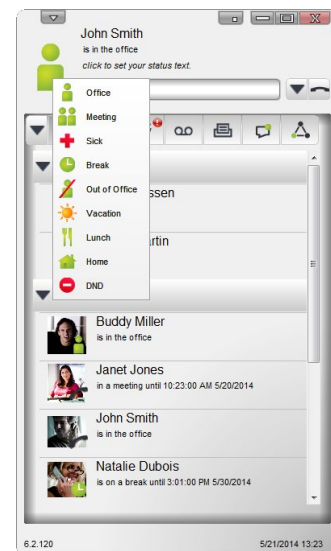 John Smith
is in the office
click to set your status text.
Office
Meeting
Sick
Break
Out of Office
Vacation
Lunch
Home
DND
ssen
rtin
Buddy Miller
is in the office
Janet Jones
in a meeting until 10:23:00 AM 5/20/2014
John Smith
is in the office
Natalie Dubois
is on a break until 3:01:00 PM 5/30/2014
6.2.120
5/21/2014 13:23